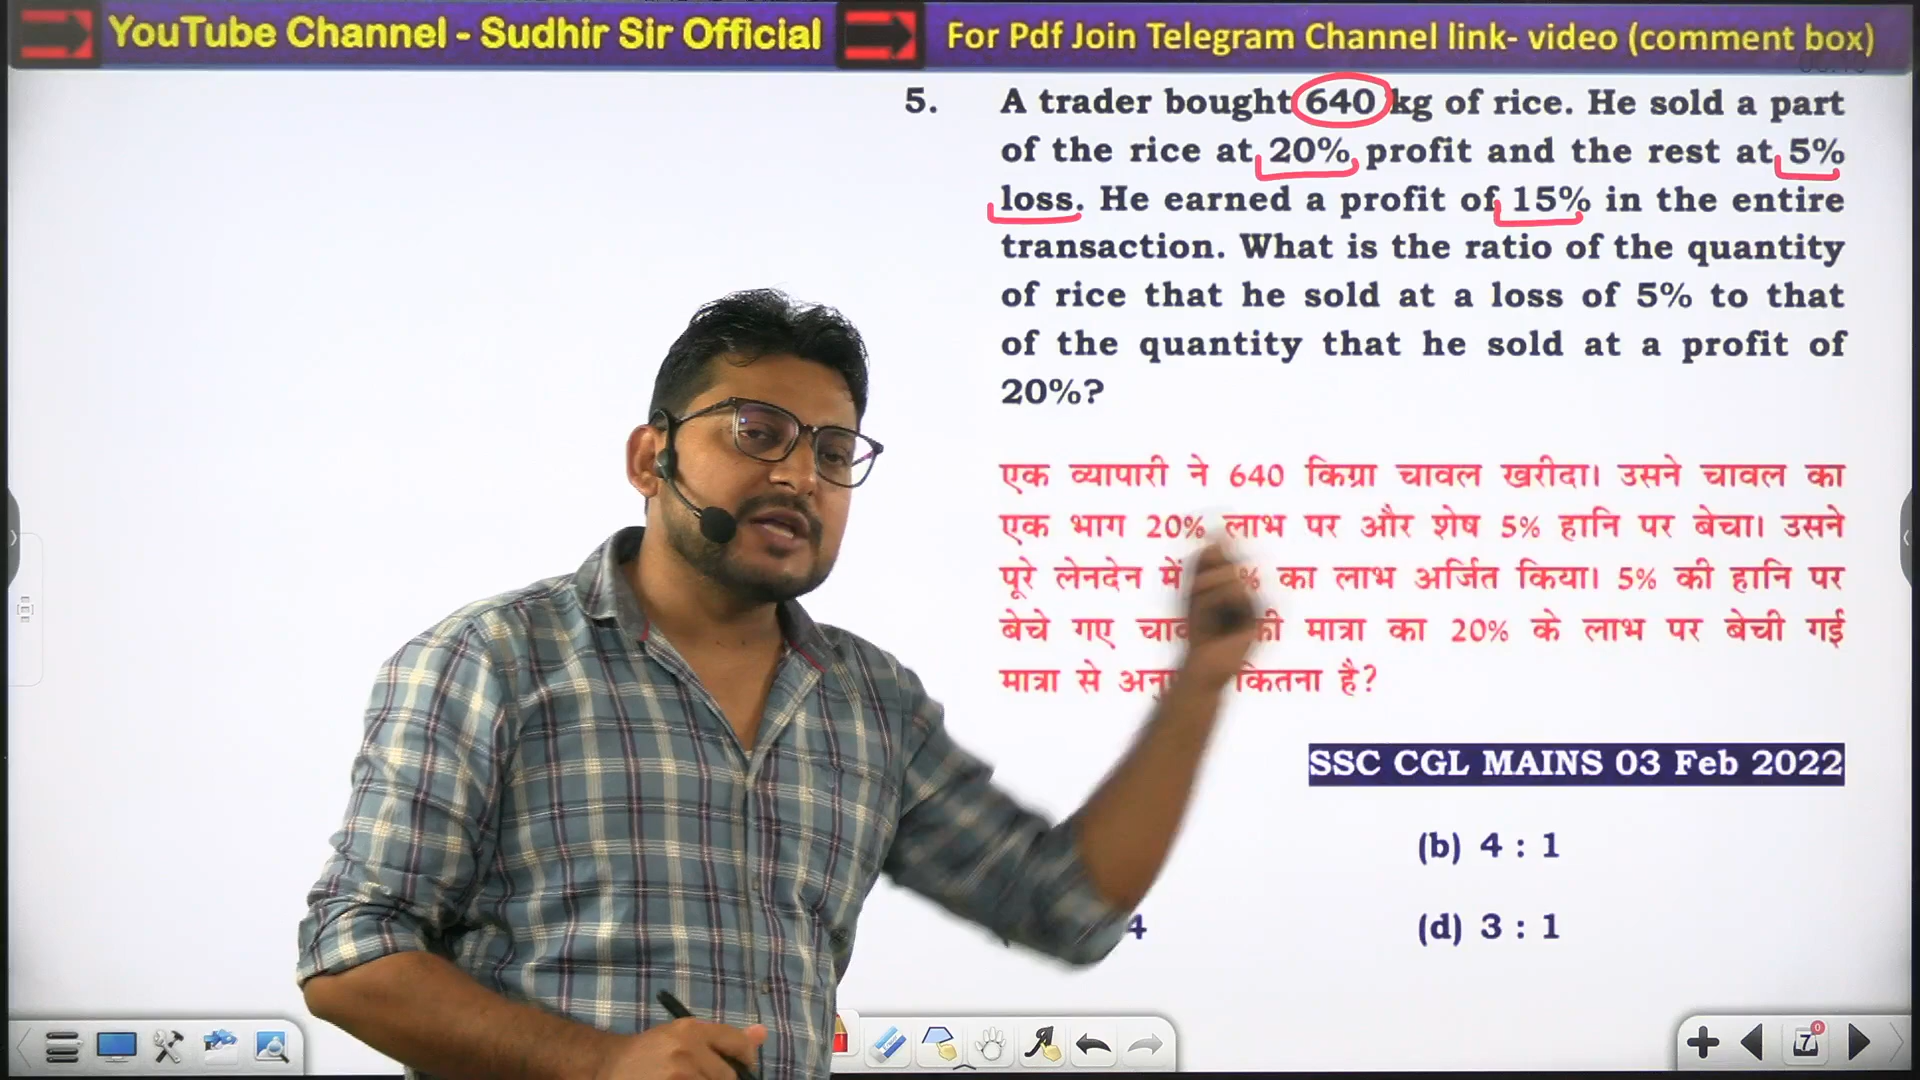 YouTube Channel - Sudhir Sir Official
For Pdf Join Telegram Channel link- video (comment box)
5. A trader bought 640 kg of rice. He sold a part
of the rice at 20% profit and the rest at 5%
loss. He earned a profit of 15% in the entire
transaction. What is the ratio of the quantity
of rice that he sold at a loss of 5% to that
of the quantity that he sold at a profit of
20%?
एक व्यापारी ने 640 किग्रा चावल खरीदा। उसने चावल का
एक भाग 20% लाभ पर और शेष 5% हानि पर बेचा। उसने
पूरे लेनदेन में % का लाभ अर्जित किया। 5% की हानि पर
बेचे गए की मात्रा का 20% के लाभ पर बेची गई
मात्रा से कितना है?
SSC CGL MAINS 03 Feb 2022
(b) 4 : 1
4
(d) 3 : 1
7
0